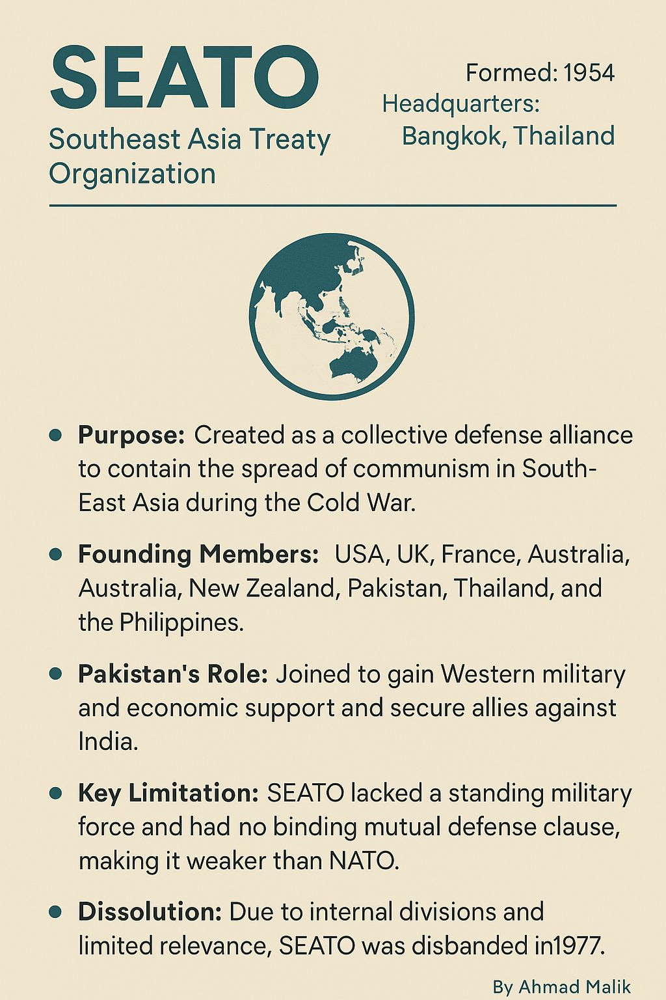 SEATO
Southeast Asia Treaty
Organization
Formed: 1954
Headquarters:
Bangkok, Thailand
• Purpose: Created as a collective defense alliance
to contain the spread of communism in South-
East Asia during the Cold War.
• Founding Members: USA, UK, France, Australia,
Australia, New Zealand, Pakistan, Thailand, and
the Philippines.
• Pakistan's Role: Joined to gain Western military
and economic support and secure allies against
India.
• Key Limitation: SEATO lacked a standing military
force and had no binding mutual defense clause,
making it weaker than NATO.
• Dissolution: Due to internal divisions and
limited relevance, SEATO was disbanded in1977.
By Ahmad Malik